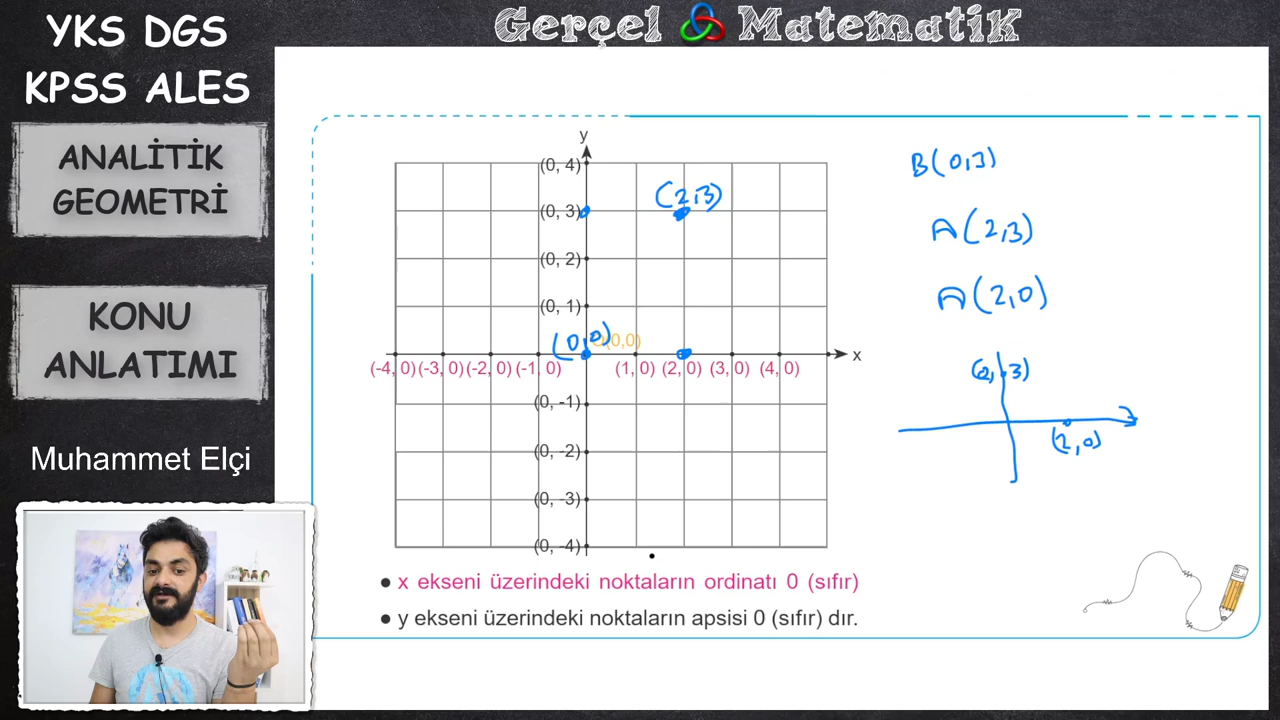 YKS DGS
KPSS ALES
ANALİTİK
GEOMETRİ
KONU
ANLATIMI
Muhammet Elçi
Gerçel Matematik
y
(0, 4)
(0, 3)
(2,3)
(0, 2)
(0, 1)
(0,0)
(0,0)
x
(-4, 0) (-3, 0) (-2, 0) (-1, 0) (1, 0) (2, 0) (3, 0) (4, 0)
(0, -1)
(0, -2)
(0, -3)
(0, -4)
B(0,3)
A(2,3)
A(2,0)
(0,3)
(2,0)
● x ekseni üzerindeki noktaların ordinatı 0 (sıfır)
● y ekseni üzerindeki noktaların apsisi 0 (sıfır) dır.